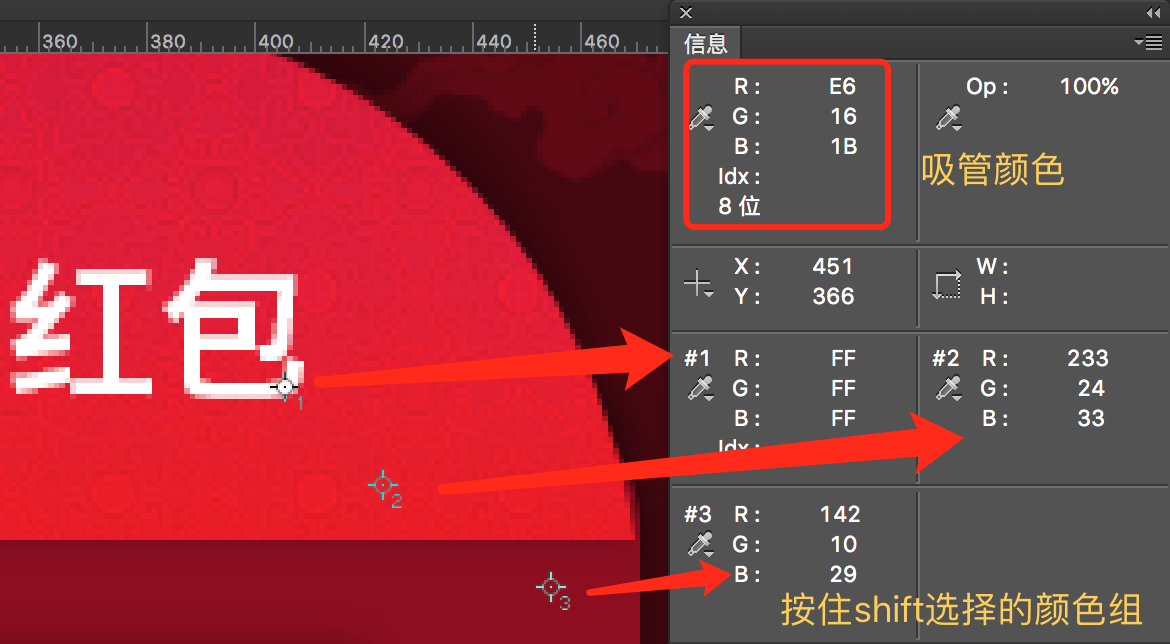 360 380 400 420 440 460
信息
R : E6
G : 16
B : 1B
Idx :
8 位
Op : 100%
吸管颜色
X : 451
Y : 366
W :
H :
红包
1
2
3
#1 R : FF
G : FF
B : FF
Idx :
#2 R : 233
G : 24
B : 33
#3 R : 142
G : 10
B : 29
按住shift选择的颜色组